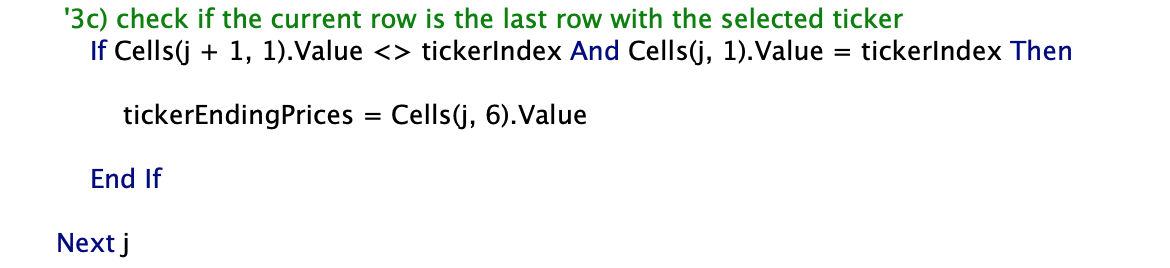 '3c) check if the current row is the last row with the selected ticker
If Cells(j + 1, 1).Value <> tickerIndex And Cells(j, 1).Value = tickerIndex Then
tickerEndingPrices = Cells(j, 6).Value
End If
Next j